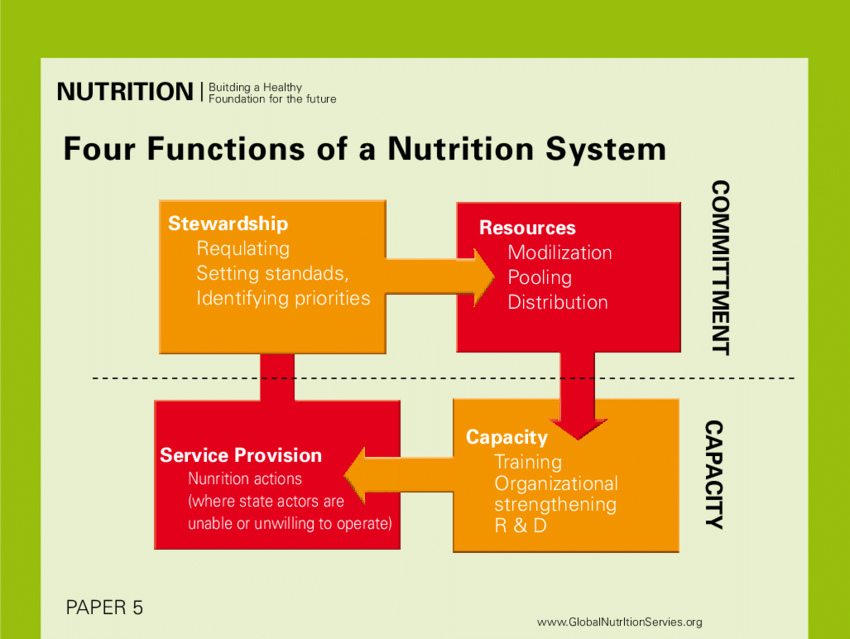 NUTRITION | Buitding a Healthy
Foundation for the future
Four Functions of a Nutrition System
Stewardship
Requlating
Setting standads,
Identifying priorities
Resources
Modilization
Pooling
Distribution
COMMITTMENT
Service Provision
Nunrition actions
(where state actors are
unable or unwilling to operate)
Capacity
Training
Organizational
strengthening
R & D
CAPACITY
PAPER 5
www.GlobalNutrItionServies.org